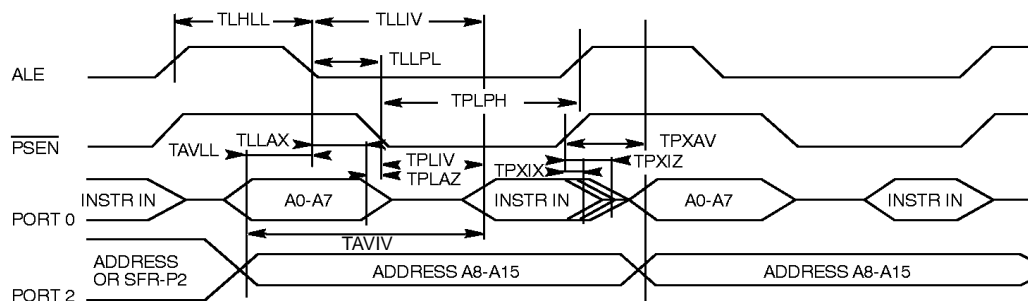 TLHLL
TLLIV
TLLPL
ALE
TPLPH
PSEN
TLLAX
TAVLL
TPXAV
TPLIV
TPXIZ
TPLAZ
TPXIX
INSTR IN
A0-A7
INSTR IN
A0-A7
INSTR IN
PORT 0
TAVIV
ADDRESS
OR SFR-P2
ADDRESS A8-A15
ADDRESS A8-A15
PORT 2